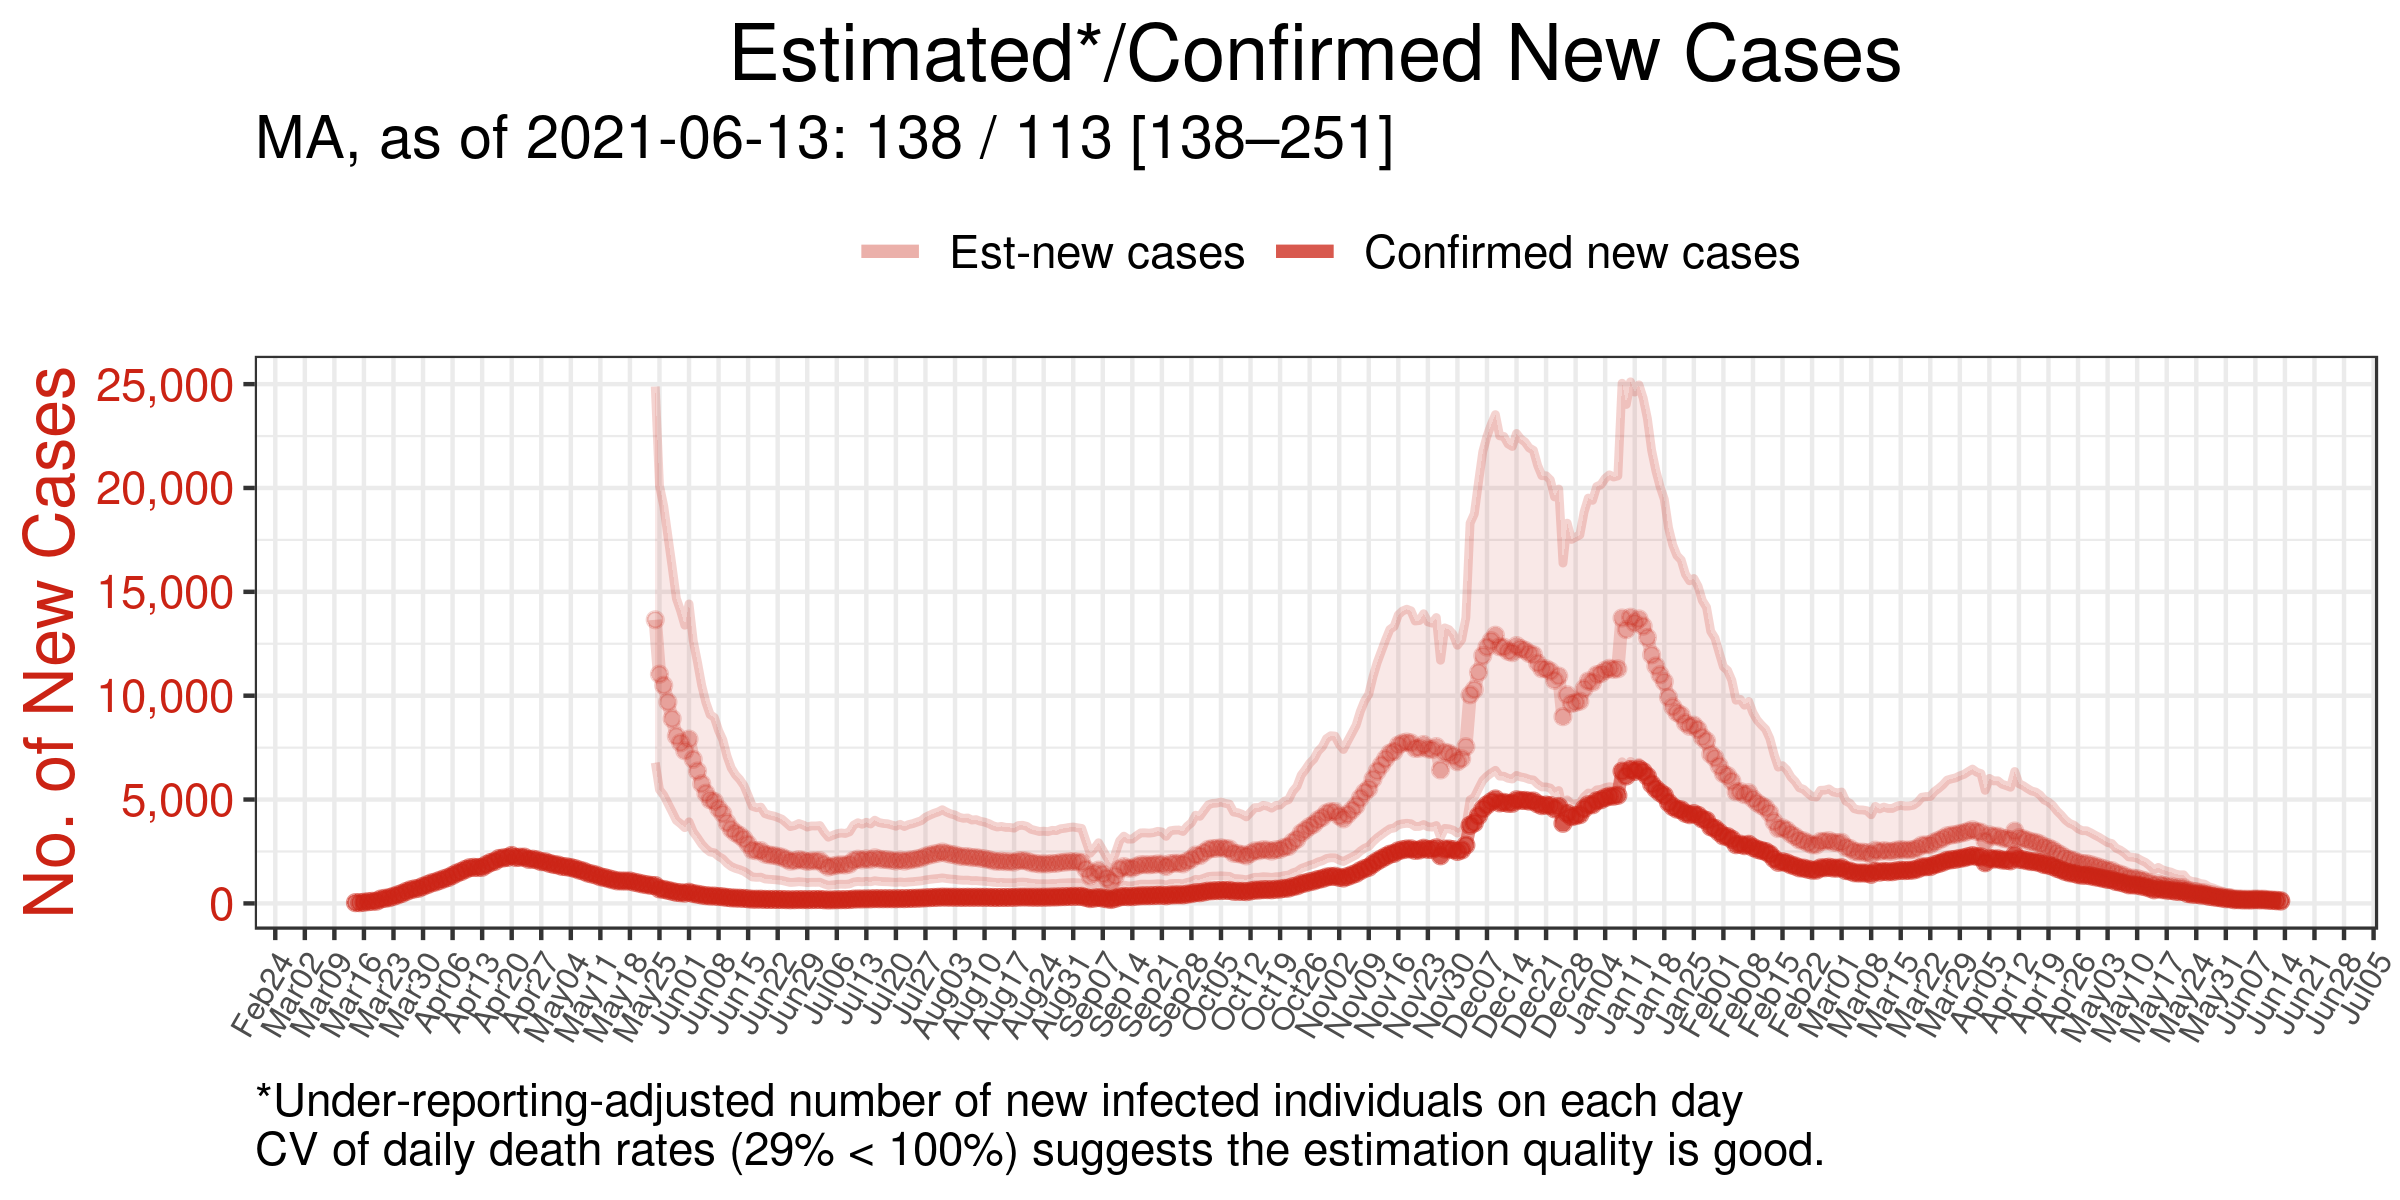 Estimated*/Confirmed New Cases
MA, as of 2021-06-13: 138 / 113 [138–251]
Est-new cases Confirmed new cases
No. of New Cases
25,000
20,000
15,000
10,000
5,000
0
Feb24 Mar02 Mar09 Mar16 Mar23 Mar30 Apr06 Apr13 Apr20 Apr27 May04 May11 May18 May25 Jun01 Jun08 Jun15 Jun22 Jun29 Jul06 Jul13 Jul20 Jul27 Aug03 Aug10 Aug17 Aug24 Aug31 Sep07 Sep14 Sep21 Sep28 Oct05 Oct12 Oct19 Oct26 Nov02 Nov09 Nov16 Nov23 Nov30 Dec07 Dec14 Dec21 Dec28 Jan04 Jan11 Jan18 Jan25 Feb01 Feb08 Feb15 Feb22 Mar01 Mar08 Mar15 Mar22 Mar29 Apr05 Apr12 Apr19 Apr26 May03 May10 May17 May24 May31 Jun07 Jun14 Jun21 Jun28 Jul05
*Under-reporting-adjusted number of new infected individuals on each day
CV of daily death rates (29% < 100%) suggests the estimation quality is good.